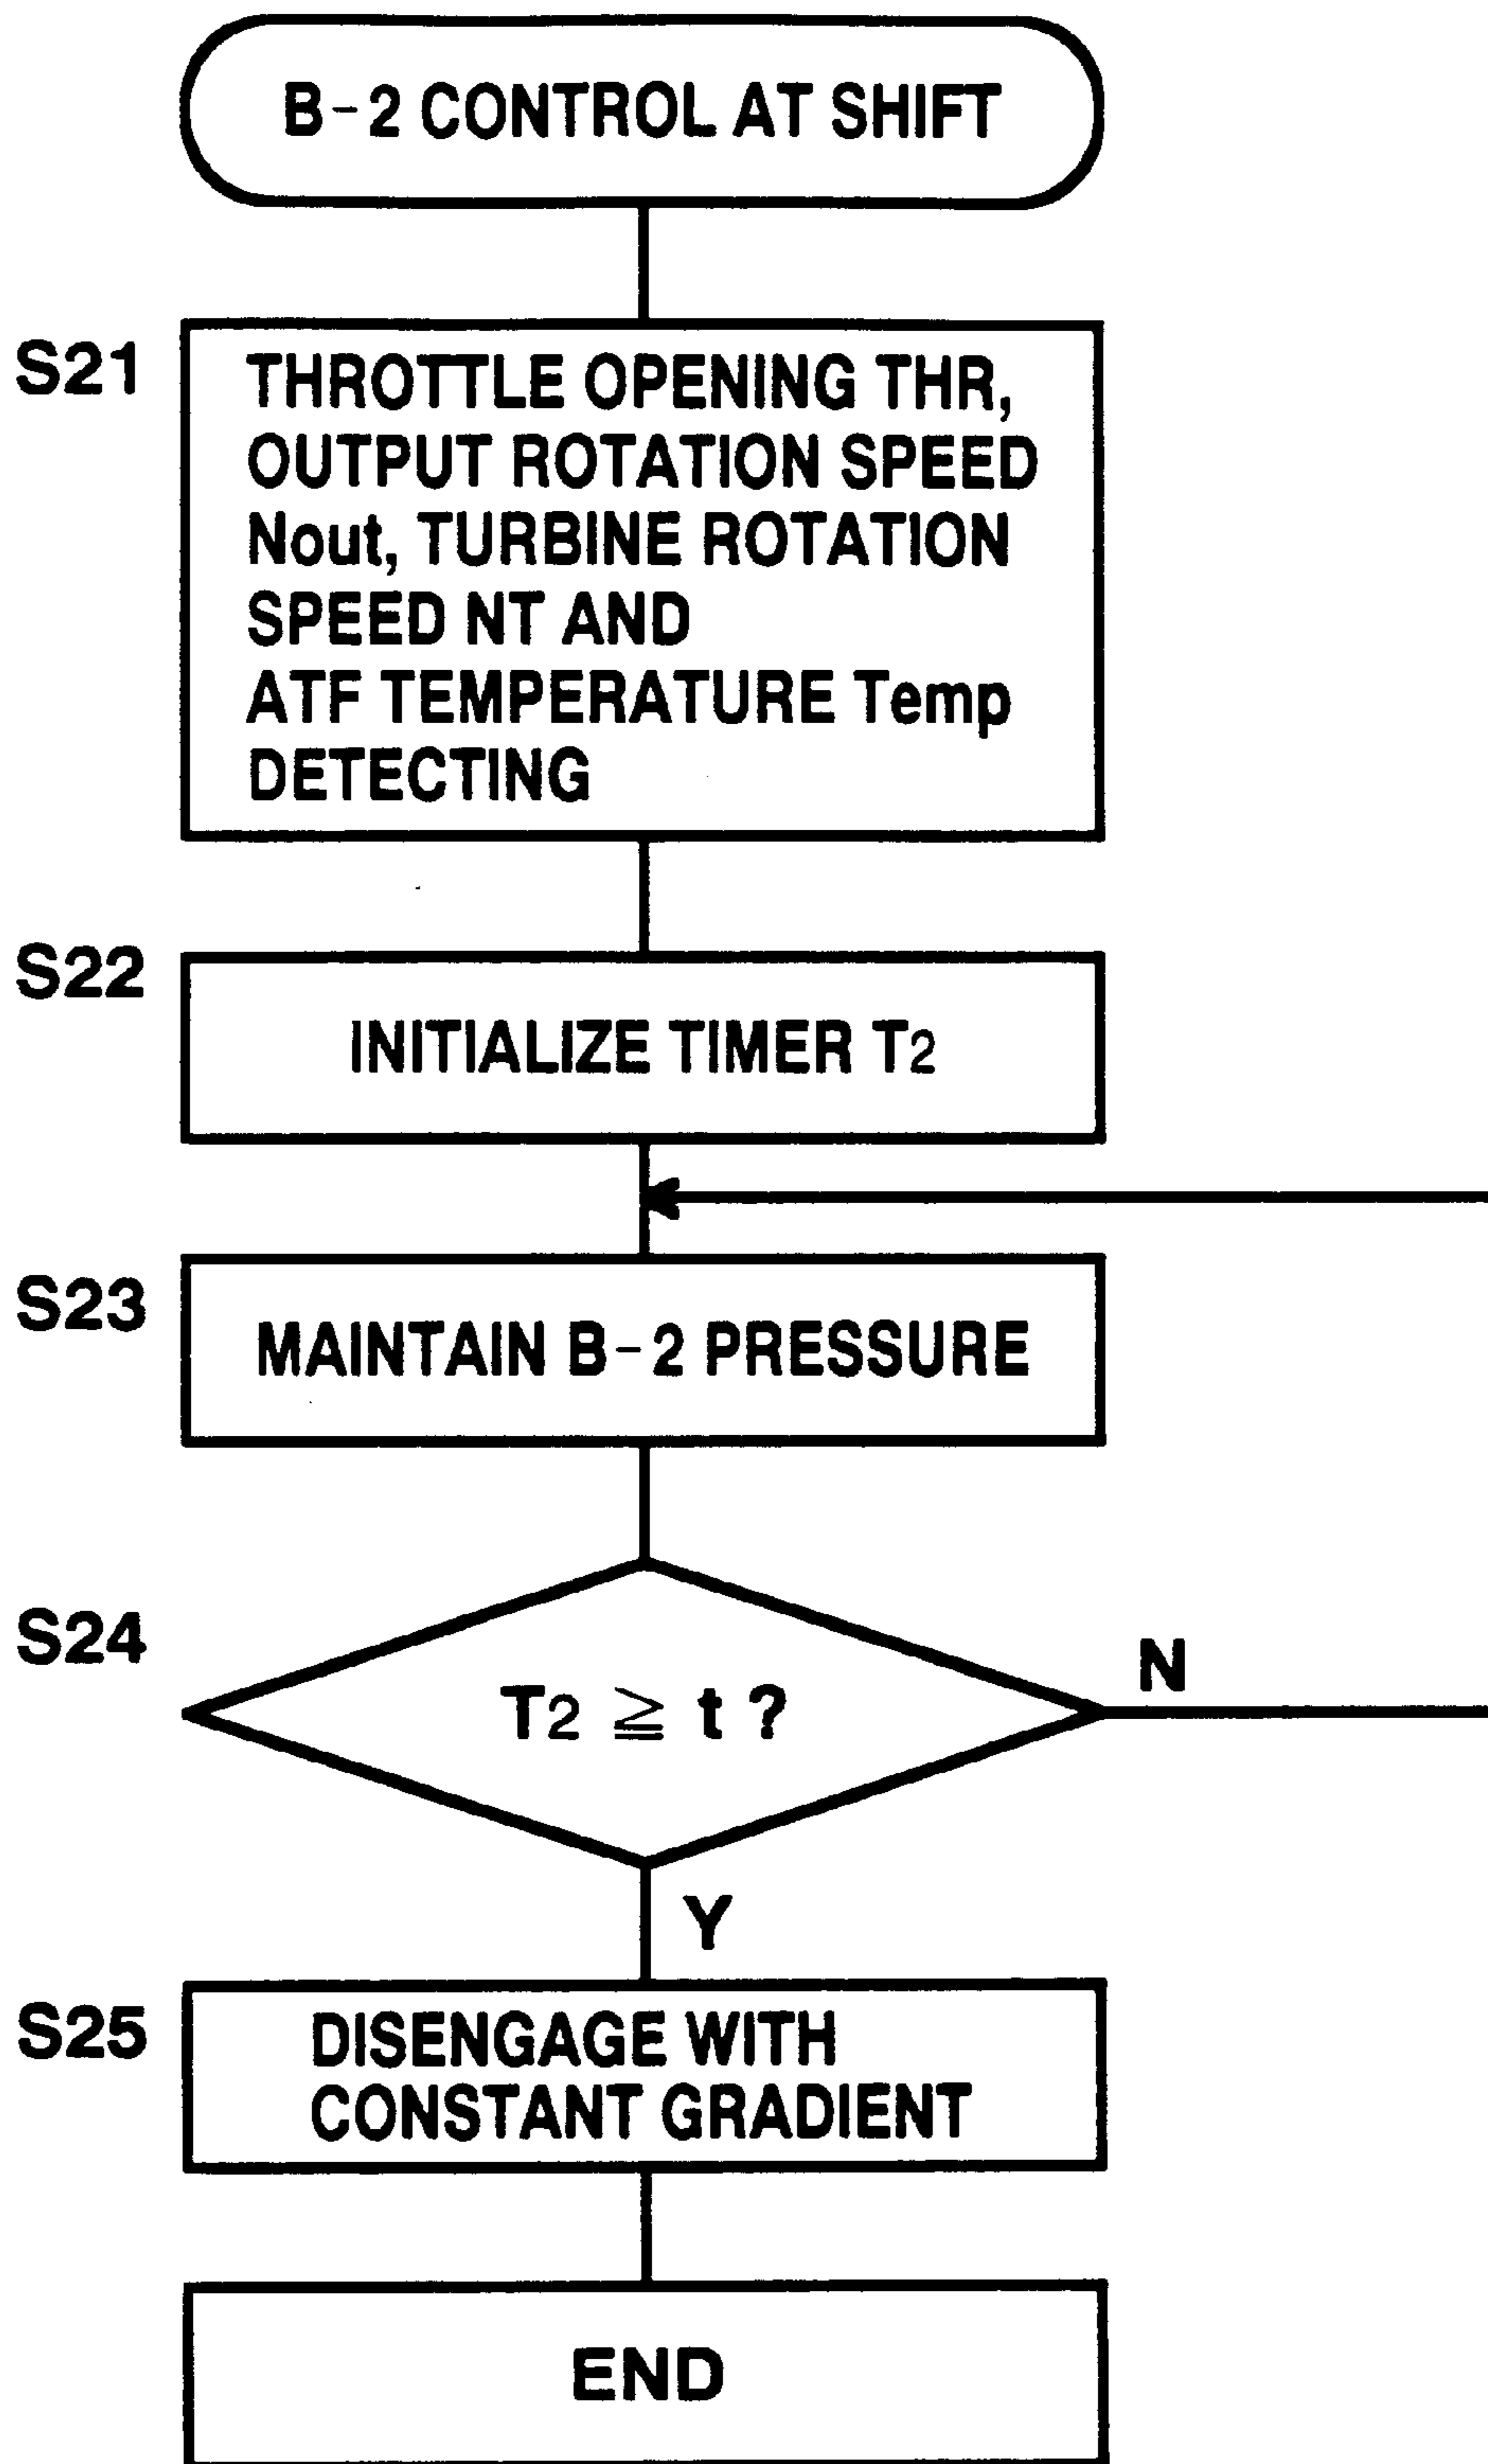 B-2 CONTROL AT SHIFT
S21
THROTTLE OPENING THR,
OUTPUT ROTATION SPEED
Nout, TURBINE ROTATION
SPEED NT AND
ATF TEMPERATURE Temp
DETECTING
S22
INITIALIZE TIMER T2
S23
MAINTAIN B-2 PRESSURE
S24
T2 ≧ t ?
N
Y
S25
DISENGAGE WITH
CONSTANT GRADIENT
END